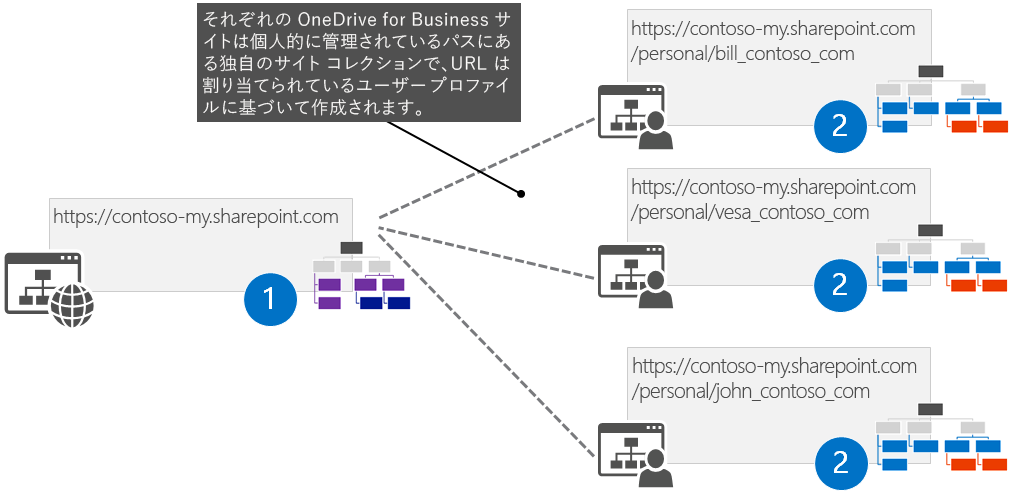 それぞれの OneDrive for Business サ
イトは個人的に管理されているパスにあ
る独自のサイト コレクションで、URL は
割り当てられているユーザー プロファイ
ルに基づいて作成されます。
https://contoso-my.sharepoint.com
1
https://contoso-my.sharepoint.com
/personal/bill_contoso_com
2
https://contoso-my.sharepoint.com
/personal/vesa_contoso_com
2
https://contoso-my.sharepoint.com
/personal/john_contoso_com
2